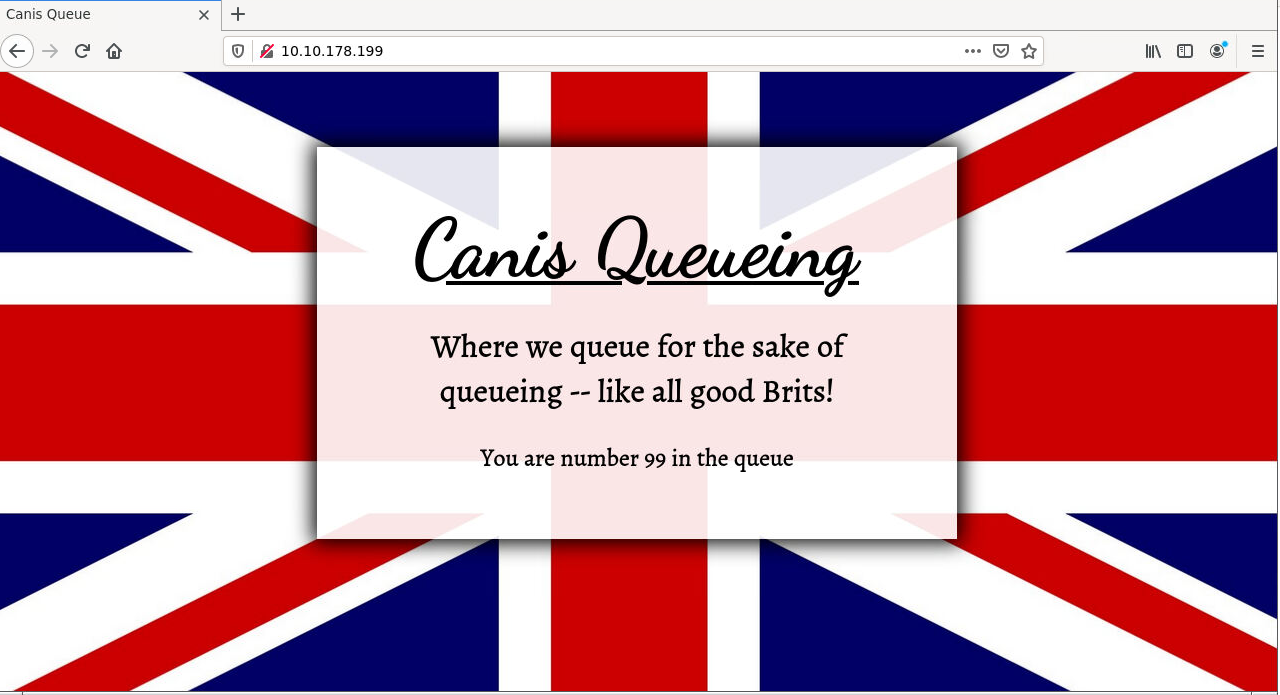 Canis Queue
10.10.178.199
Canis Queueing
Where we queue for the sake of
queueing -- like all good Brits!
You are number 99 in the queue